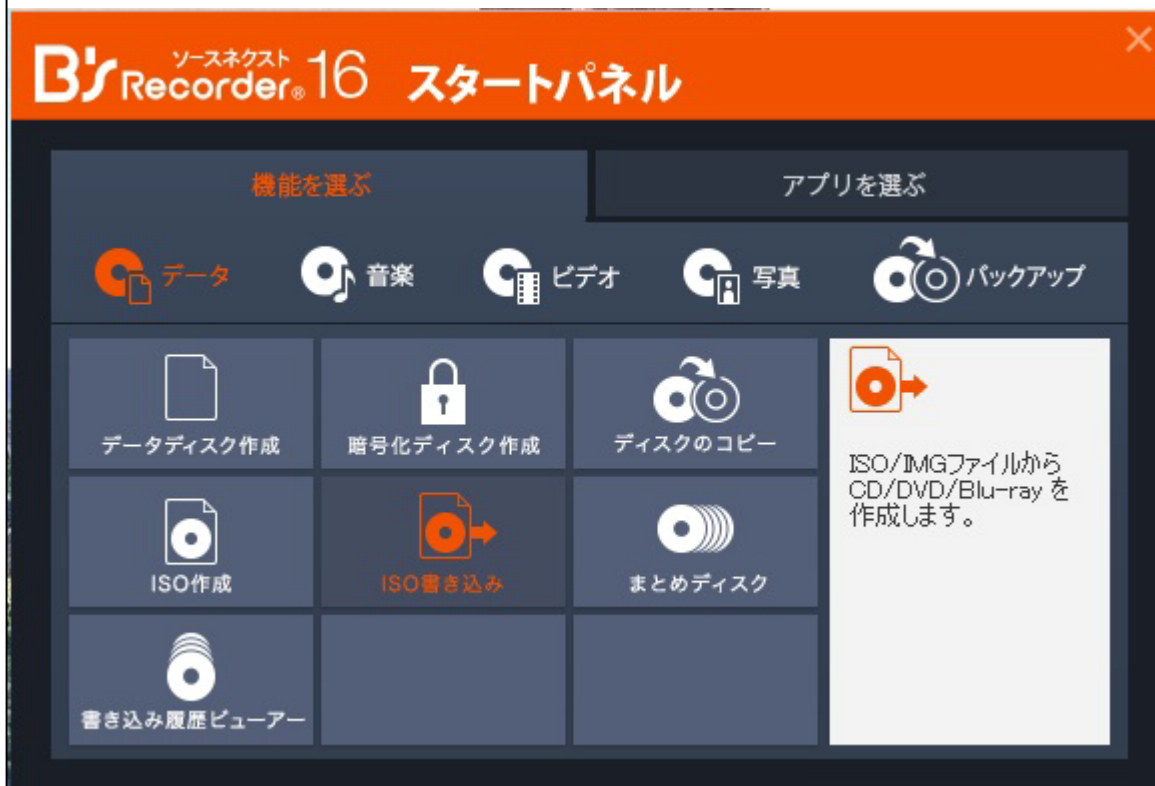 B's Recorder® ソースネクスト 16 スタートパネル
機能を選ぶ
アプリを選ぶ
データ
音楽
ビデオ
写真
バックアップ
データディスク作成
暗号化ディスク作成
ディスクのコピー
ISO作成
ISO書き込み
まとめディスク
書き込み履歴ビューアー
ISO/IMGファイルから
CD/DVD/Blu-ray を
作成します。